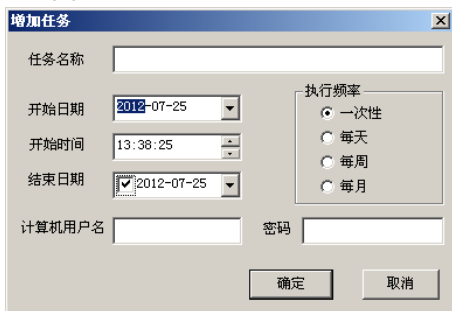 增加任务
任务名称
开始日期 2012-07-25
开始时间 13:38:25
结束日期 2012-07-25
执行频率
一次性
每天
每周
每月
计算机用户名 密码
确定 取消